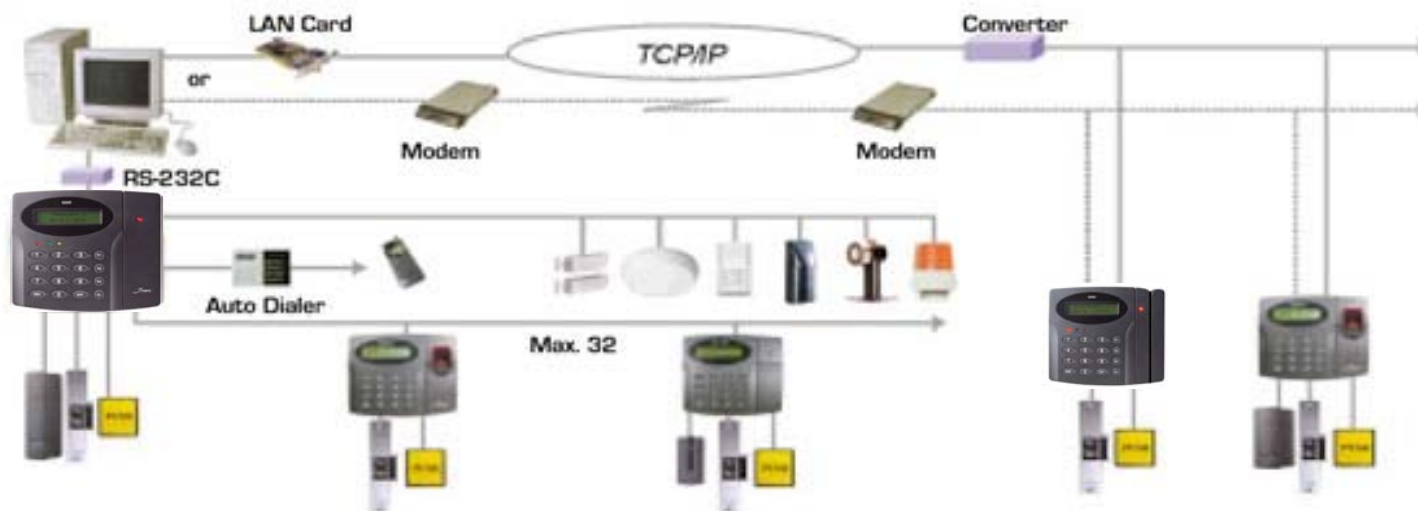 LAN Card
TCP/IP
Converter
or
Modem
Modem
RS-232C
Auto Dialer
Max. 32